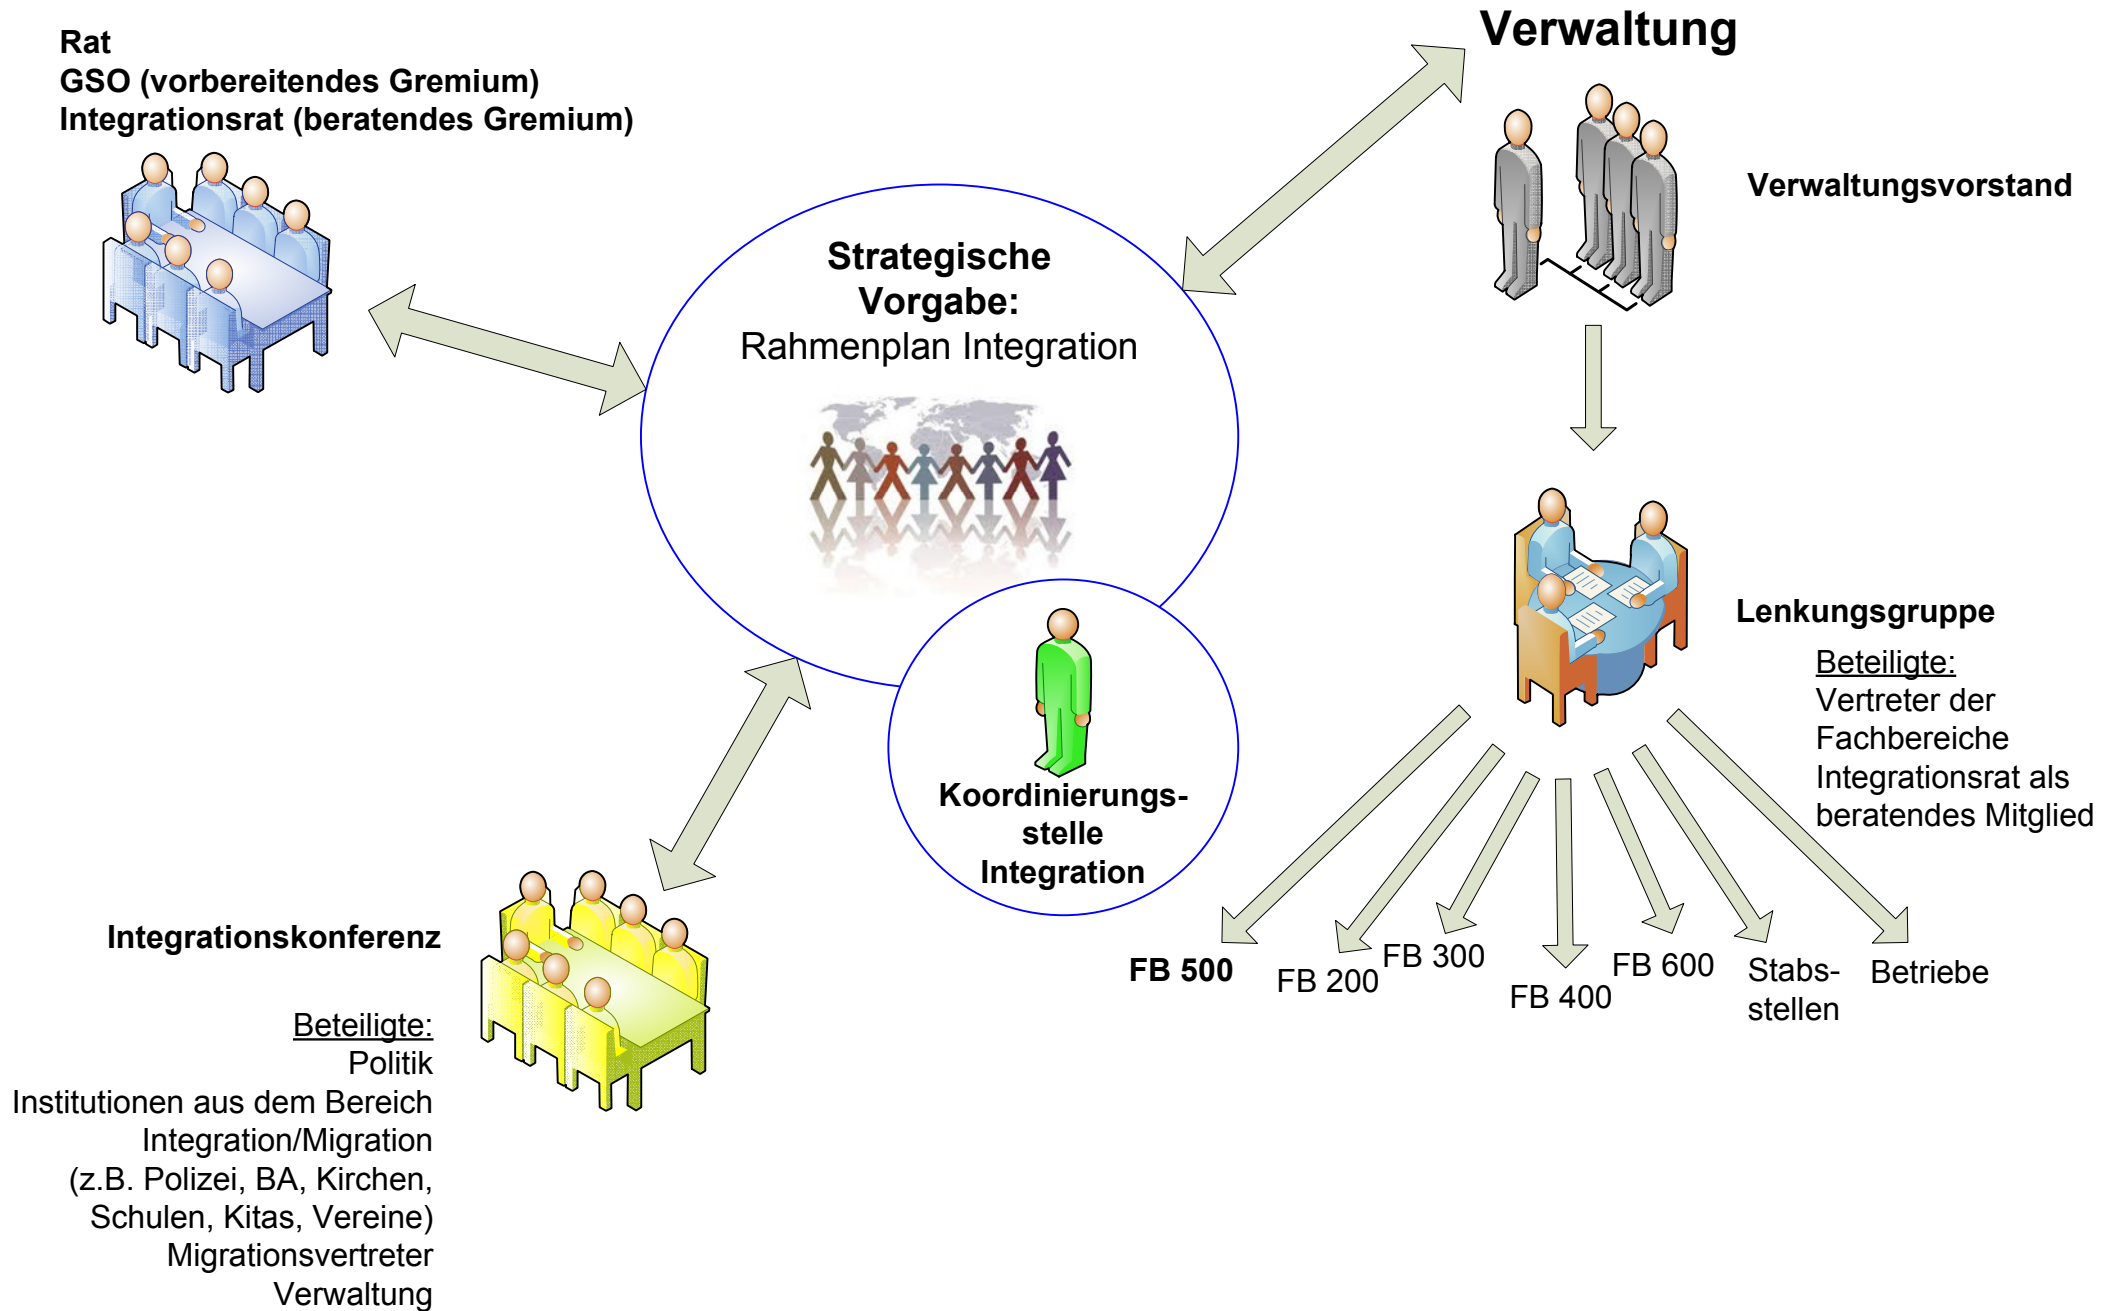 Rat
GSO (vorbereitendes Gremium)
Integrationsrat (beratendes Gremium)
Verwaltung
Verwaltungsvorstand
Strategische
Vorgabe:
Rahmenplan Integration
Koordinierungs-
stelle
Integration
Lenkungsgruppe
Beteiligte:
Vertreter der
Fachbereiche
Integrationsrat als
beratendes Mitglied
FB 500
FB 200
FB 300
FB 400
FB 600
Stabs-
stellen
Betriebe
Integrationskonferenz
Beteiligte:
Politik
Institutionen aus dem Bereich
Integration/Migration
(z.B. Polizei, BA, Kirchen,
Schulen, Kitas, Vereine)
Migrationsvertreter
Verwaltung